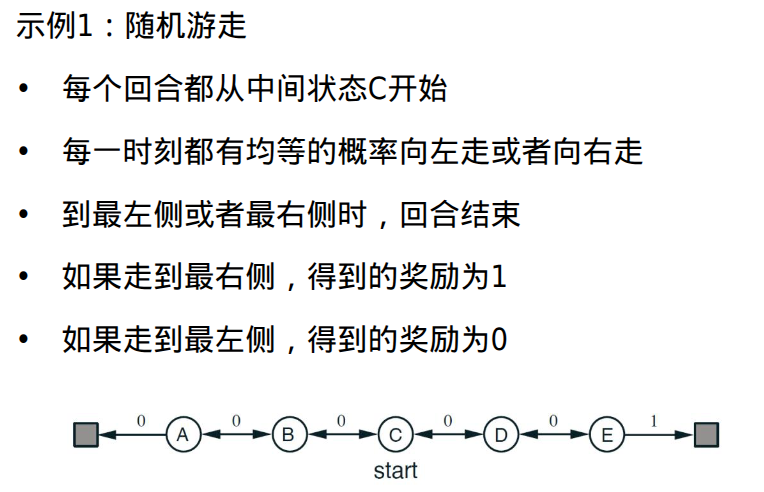 示例1：随机游走
• 每个回合都从中间状态C开始
• 每一时刻都有均等的概率向左走或者向右走
• 到最左侧或者最右侧时，回合结束
• 如果走到最右侧，得到的奖励为1
• 如果走到最左侧，得到的奖励为0
0 0 0 0 0 1
A B C D E
start